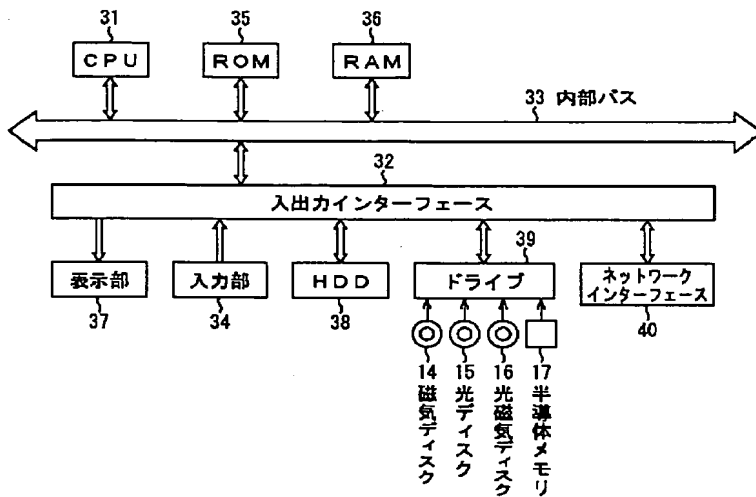 31
35
36
CPU
ROM
RAM
33 内部バス
32
入出力インターフェース
39
表示部
入力部
HDD
ドライブ
ネットワーク
インターフェース
37
34
38
40
14 磁気ディスク
15 光ディスク
16 光磁気ディスク
17 半導体メモリ